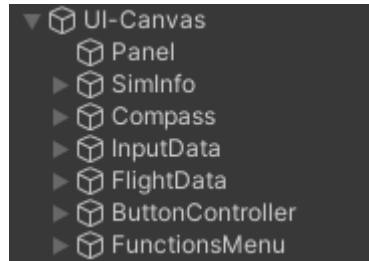 UI-Canvas
Panel
SimInfo
Compass
InputData
FlightData
ButtonController
FunctionsMenu